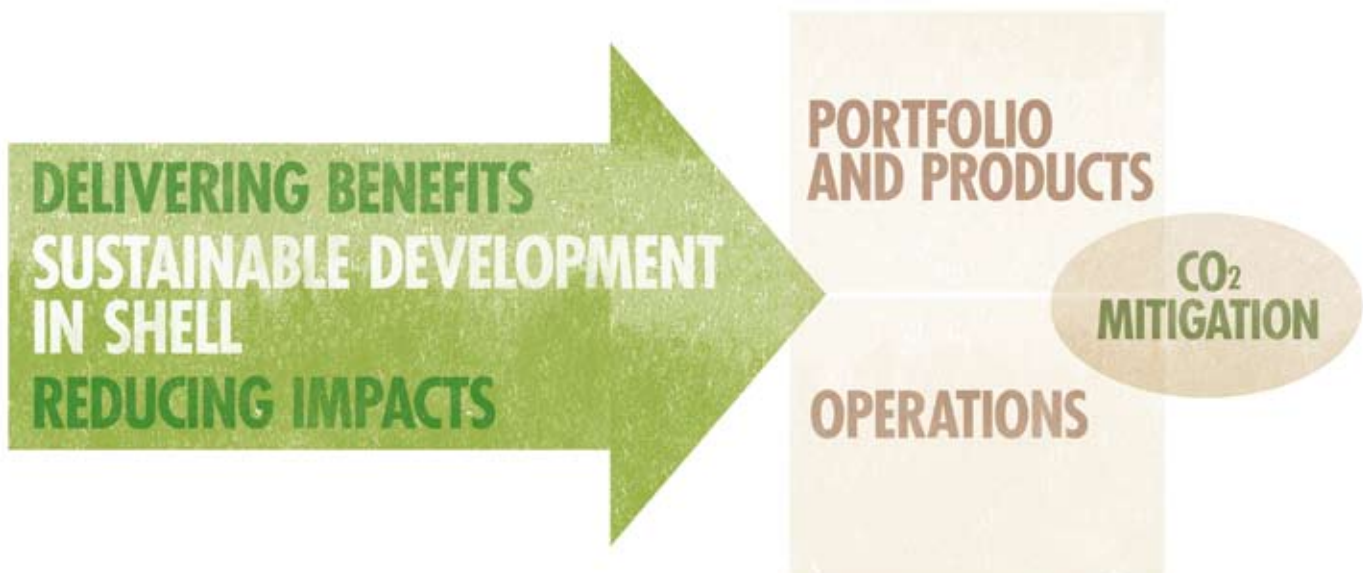 DELIVERING BENEFITS
SUSTAINABLE DEVELOPMENT
IN SHELL
REDUCING IMPACTS
PORTFOLIO
AND PRODUCTS
OPERATIONS
CO₂
MITIGATION